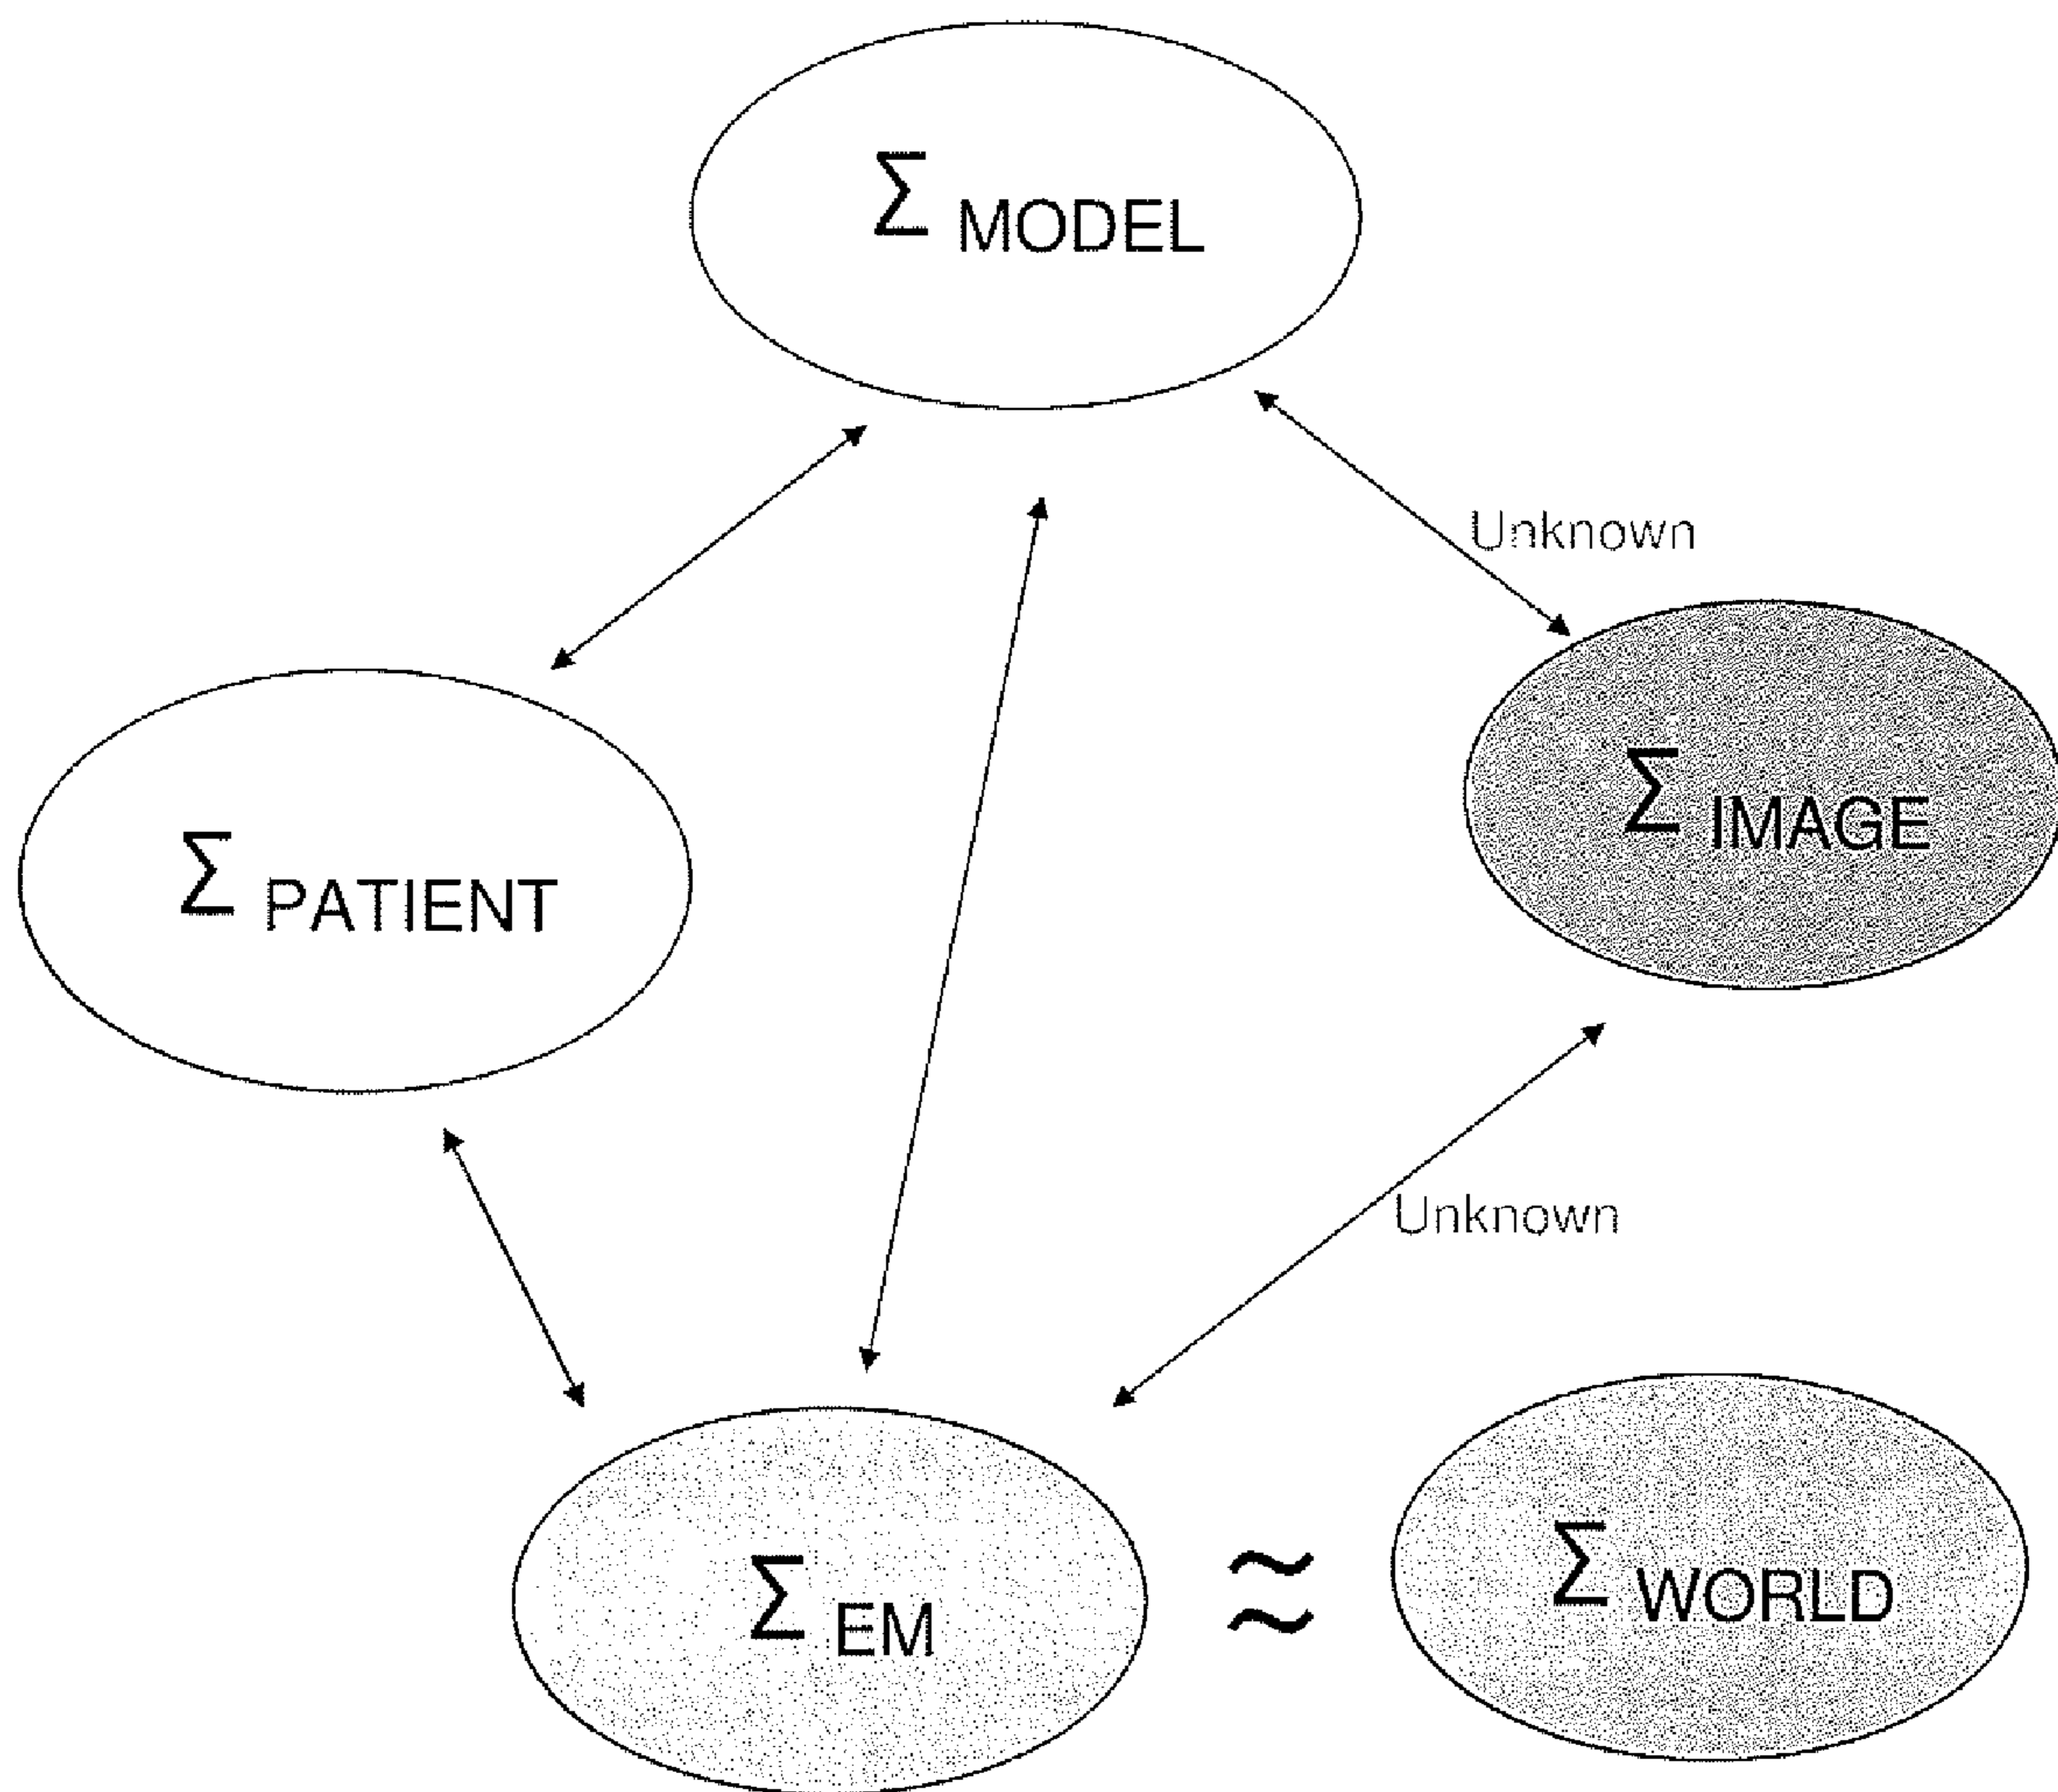 Σ MODEL
Unknown
Σ IMAGE
Σ PATIENT
Unknown
Σ EM ≈ Σ WORLD